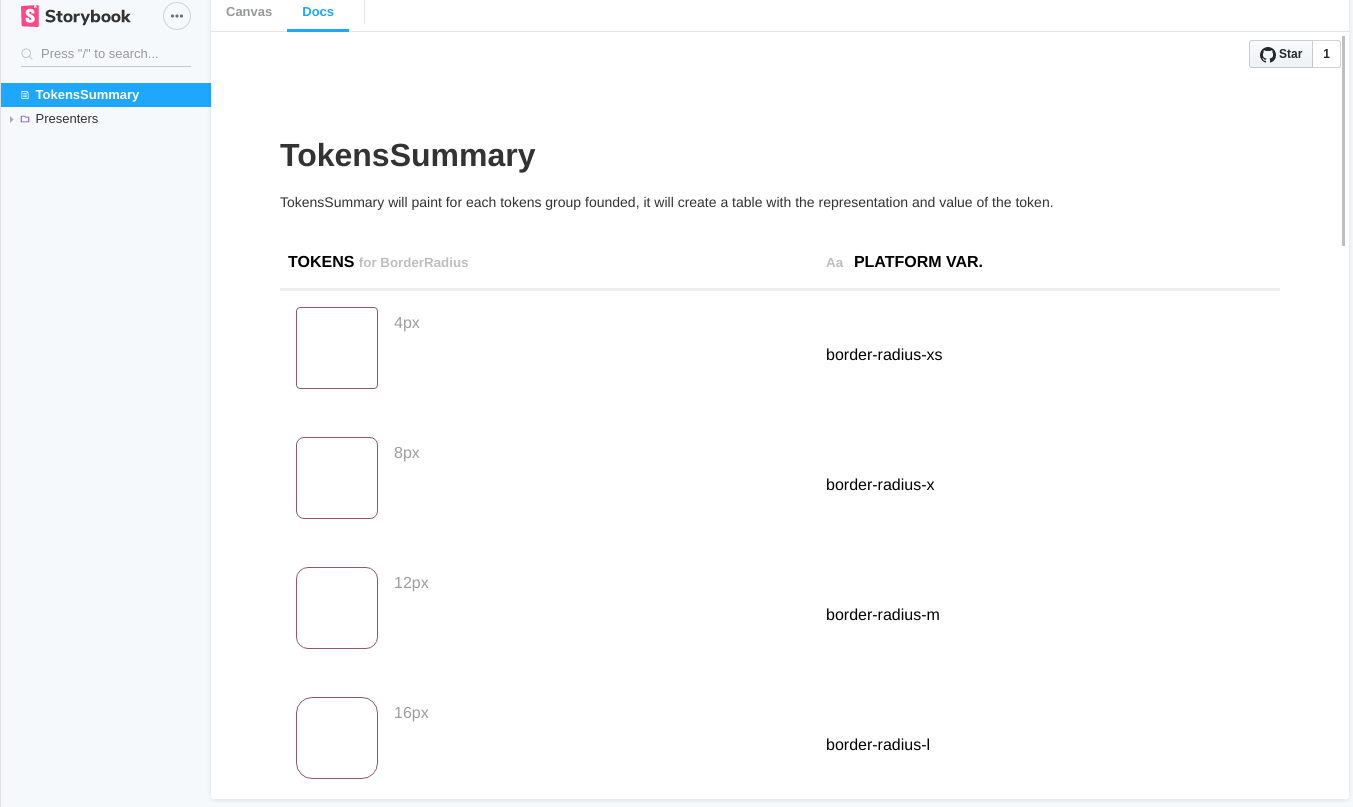 Storybook
Canvas Docs
Press "/" to search...
Star 1
TokensSummary
Presenters
TokensSummary
TokensSummary will paint for each tokens group founded, it will create a table with the representation and value of the token.
TOKENS for BorderRadius Aa PLATFORM VAR.
4px
border-radius-xs
8px
border-radius-x
12px
border-radius-m
16px
border-radius-l